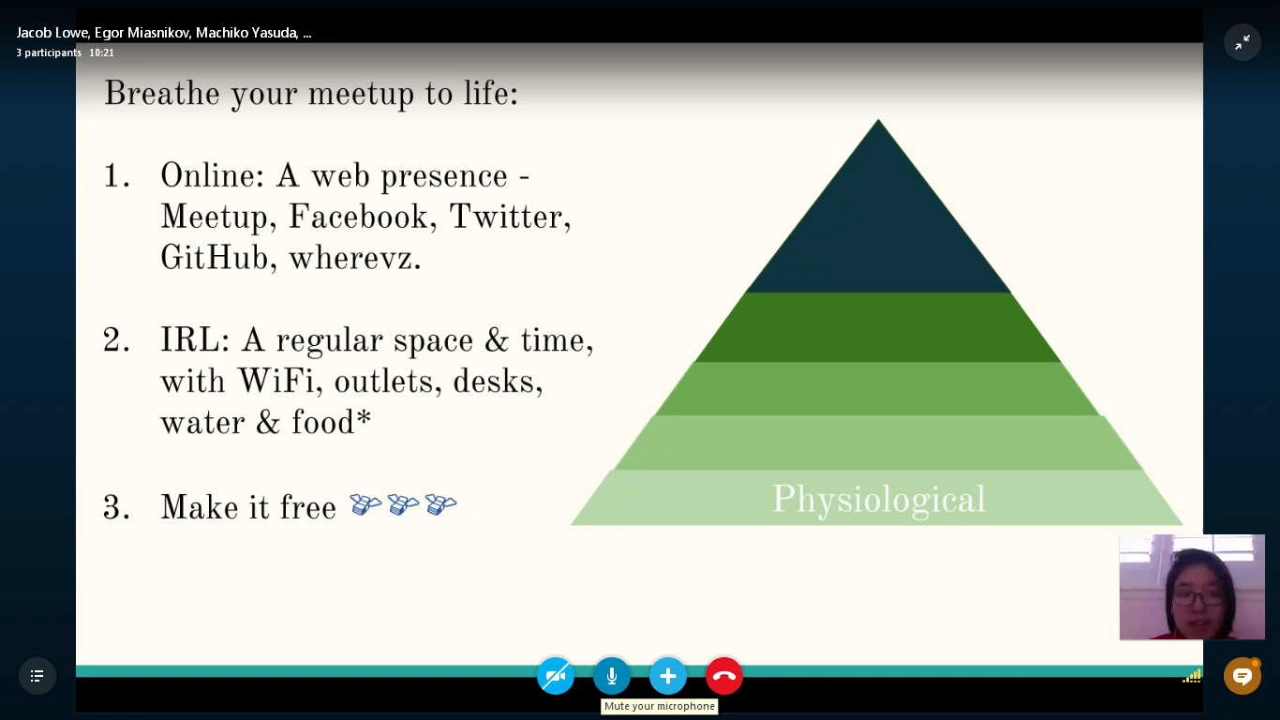 Jacob Lowe, Egor Miasnikov, Machiko Yasuda, ...
3 participants 10:21
Breathe your meetup to life:
1. Online: A web presence -
Meetup, Facebook, Twitter,
GitHub, wherevz.
2. IRL: A regular space & time,
with WiFi, outlets, desks,
water & food*
3. Make it free
Physiological
Mute your microphone